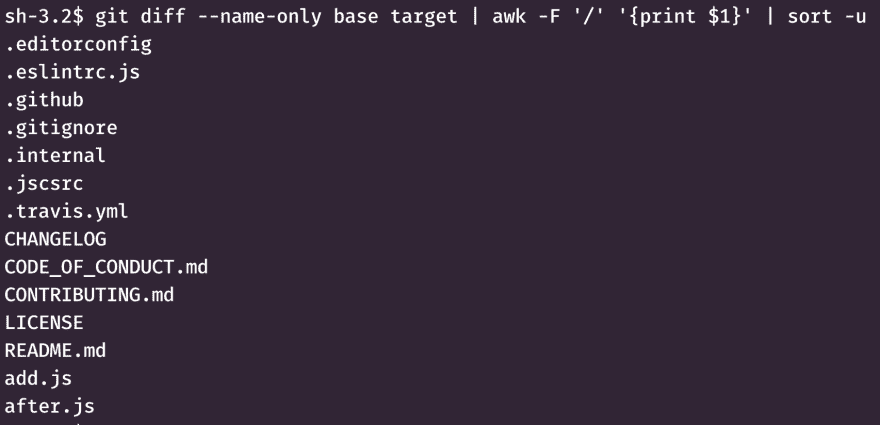 sh-3.2$ git diff --name-only base target | awk -F '/' '{print $1}' | sort -u
.editorconfig
.eslintrc.js
.github
.gitignore
.internal
.jscsrc
.travis.yml
CHANGELOG
CODE_OF_CONDUCT.md
CONTRIBUTING.md
LICENSE
README.md
add.js
after.js